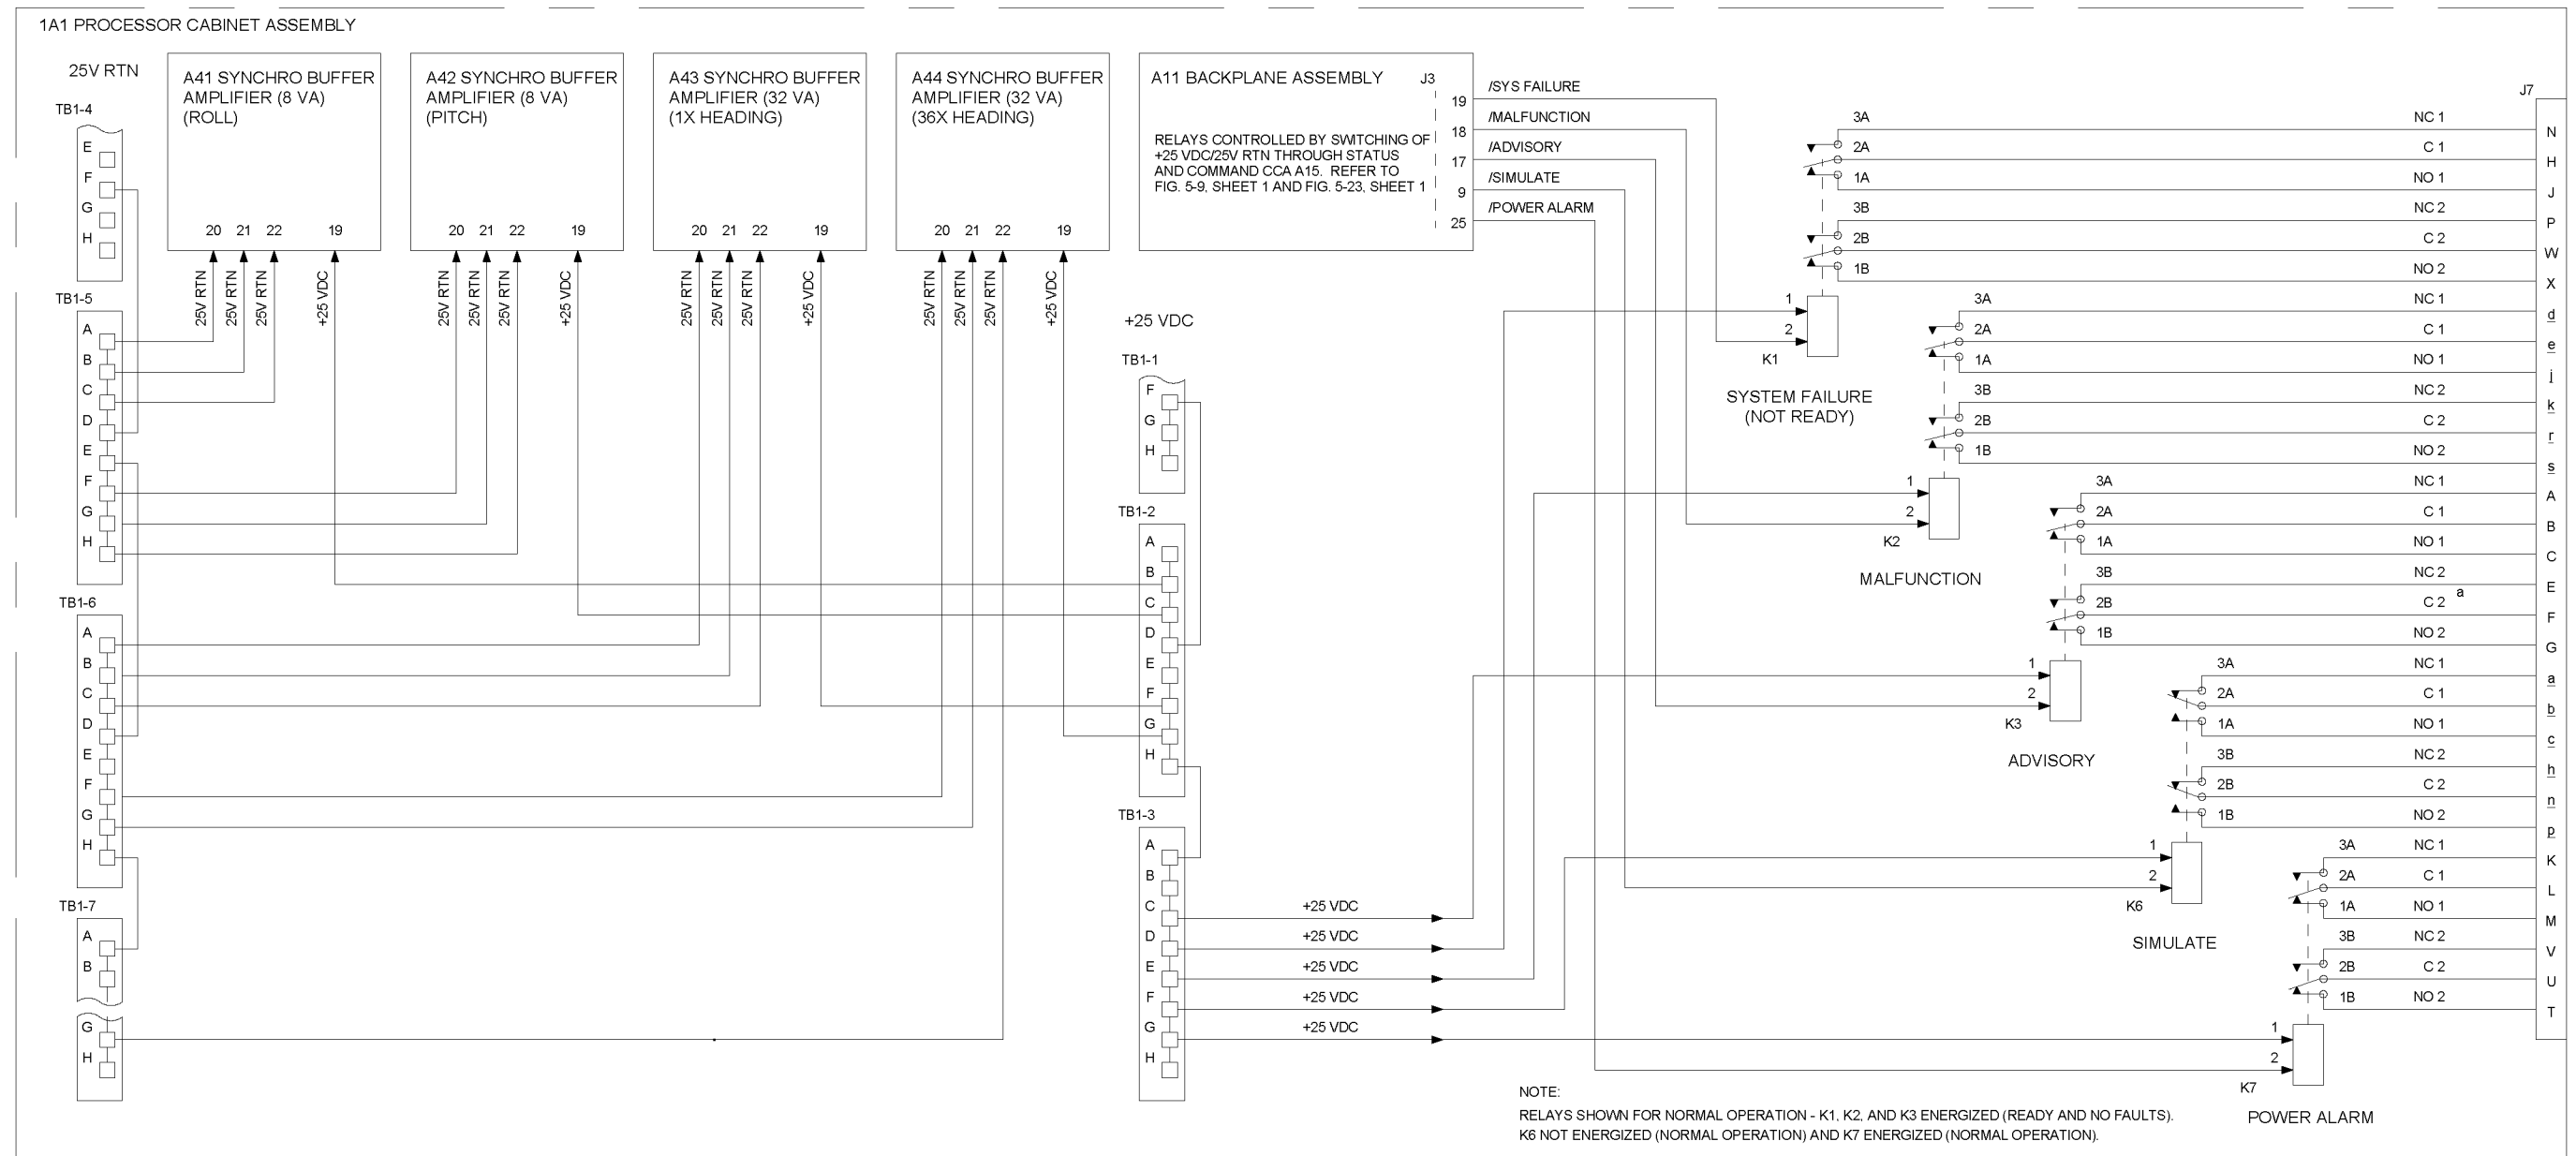 1A1 PROCESSOR CABINET ASSEMBLY
25V RTN
TB1-4
E
F
G
H
TB1-5
A
B
C
D
E
F
G
H
TB1-6
A
B
C
D
E
F
G
H
TB1-7
A
B
G
H
A41 SYNCHRO BUFFER
AMPLIFIER (8 VA)
(ROLL)
20 21 22 19
25V RTN
25V RTN
25V RTN
+25 VDC
A42 SYNCHRO BUFFER
AMPLIFIER (8 VA)
(PITCH)
20 21 22 19
25V RTN
25V RTN
25V RTN
+25 VDC
A43 SYNCHRO BUFFER
AMPLIFIER (32 VA)
(1X HEADING)
20 21 22 19
25V RTN
25V RTN
25V RTN
+25 VDC
A44 SYNCHRO BUFFER
AMPLIFIER (32 VA)
(36X HEADING)
20 21 22 19
25V RTN
25V RTN
25V RTN
+25 VDC
A11 BACKPLANE ASSEMBLY
J3
RELAYS CONTROLLED BY SWITCHING OF
+25 VDC/25V RTN THROUGH STATUS
AND COMMAND CCA A15. REFER TO
FIG. 5-9, SHEET 1 AND FIG. 5-23, SHEET 1
19 /SYS FAILURE
18 /MALFUNCTION
17 /ADVISORY
9 /SIMULATE
25 /POWER ALARM
+25 VDC
TB1-1
F
G
H
TB1-2
A
B
C
D
E
F
G
H
TB1-3
A
B
C
D
E
F
G
H
+25 VDC
+25 VDC
+25 VDC
+25 VDC
+25 VDC
J7
3A NC 1 N
2A C 1 H
1A NO 1 J
3B NC 2 P
2B C 2 W
1B NO 2 X
1
2
K1
SYSTEM FAILURE
(NOT READY)
3A NC 1 d
2A C 1 e
1A NO 1 j
3B NC 2 k
2B C 2 r
1B NO 2 s
1
2
K2
MALFUNCTION
3A NC 1 A
2A C 1 B
1A NO 1 C
3B NC 2 E
a
2B C 2 F
1B NO 2 G
1
2
K3
ADVISORY
3A NC 1 a
2A C 1 b
1A NO 1 c
3B NC 2 h
2B C 2 n
1B NO 2 p
1
2
K6
SIMULATE
3A NC 1 K
2A C 1 L
1A NO 1 M
3B NC 2 V
2B C 2 U
1B NO 2 T
1
2
K7
POWER ALARM
NOTE:
RELAYS SHOWN FOR NORMAL OPERATION - K1, K2, AND K3 ENERGIZED (READY AND NO FAULTS).
K6 NOT ENERGIZED (NORMAL OPERATION) AND K7 ENERGIZED (NORMAL OPERATION).